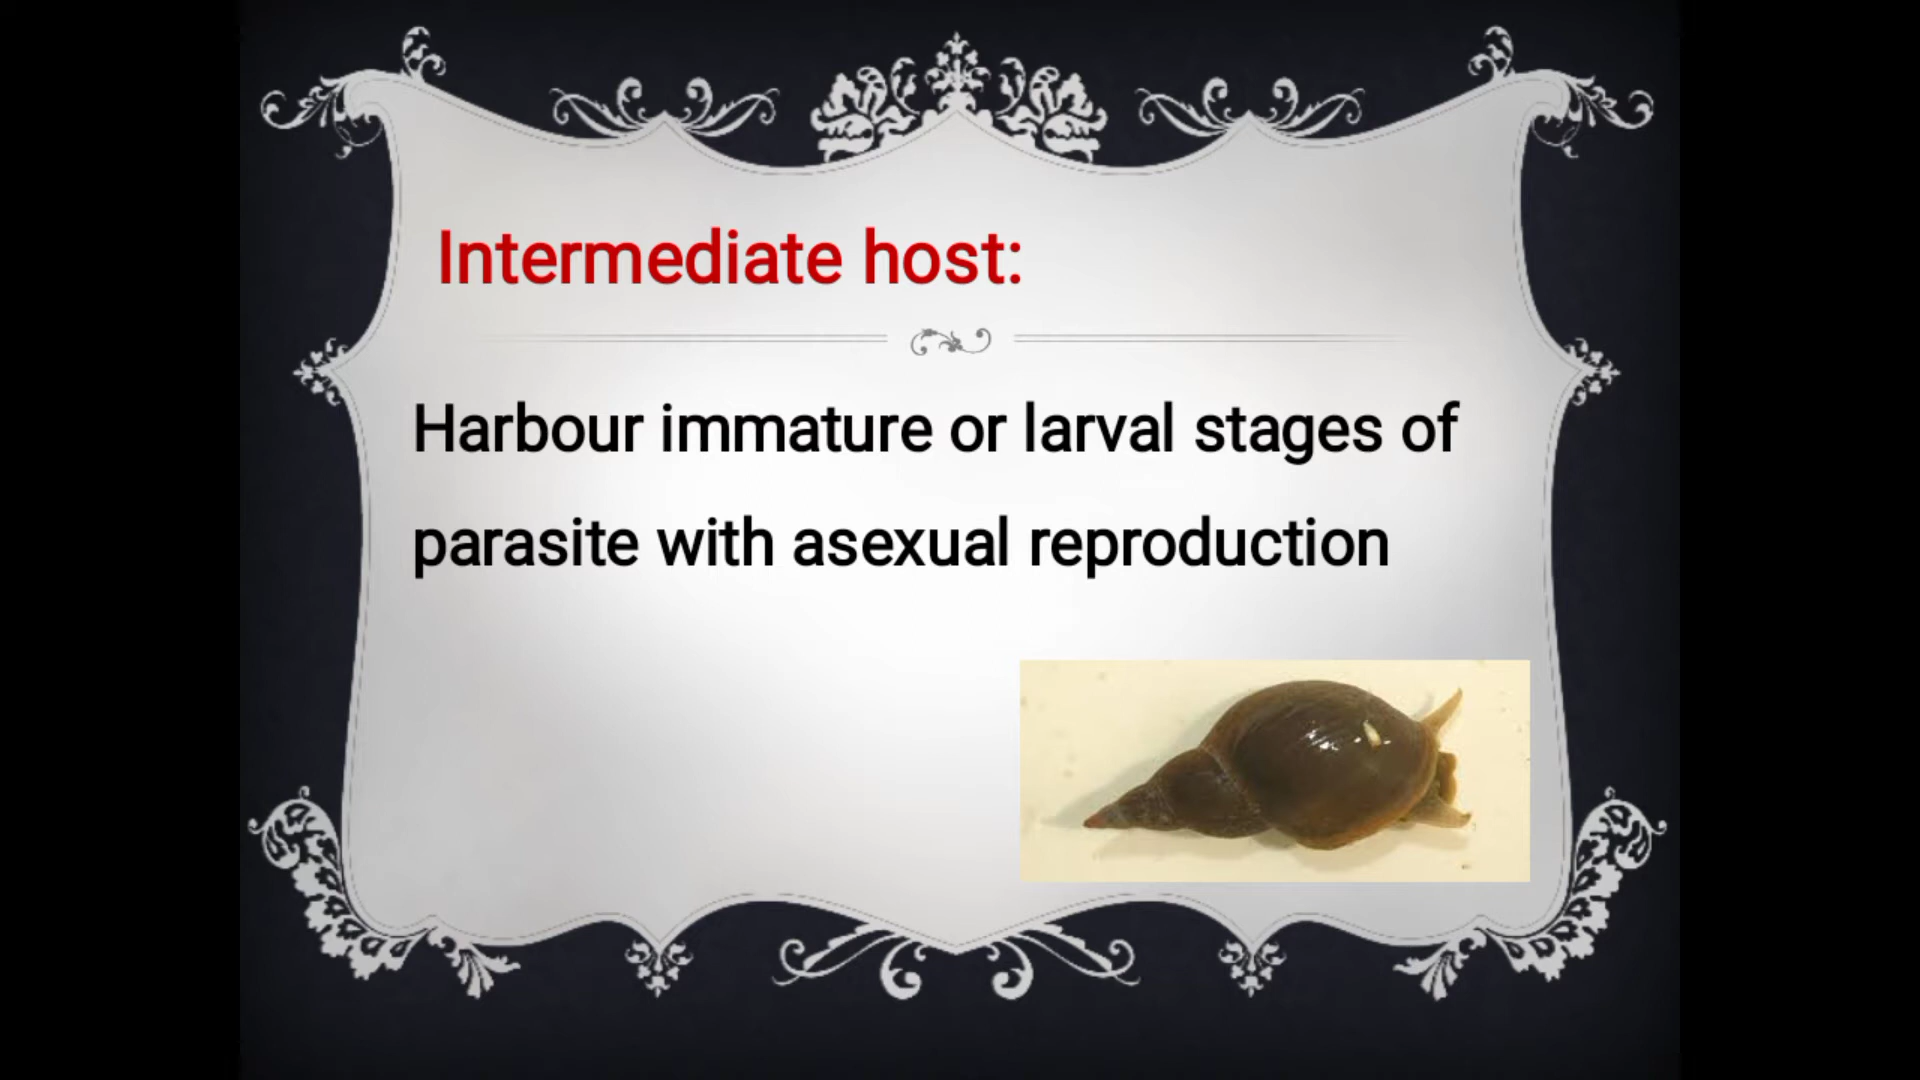 Intermediate host:
Harbour immature or larval stages of
parasite with asexual reproduction